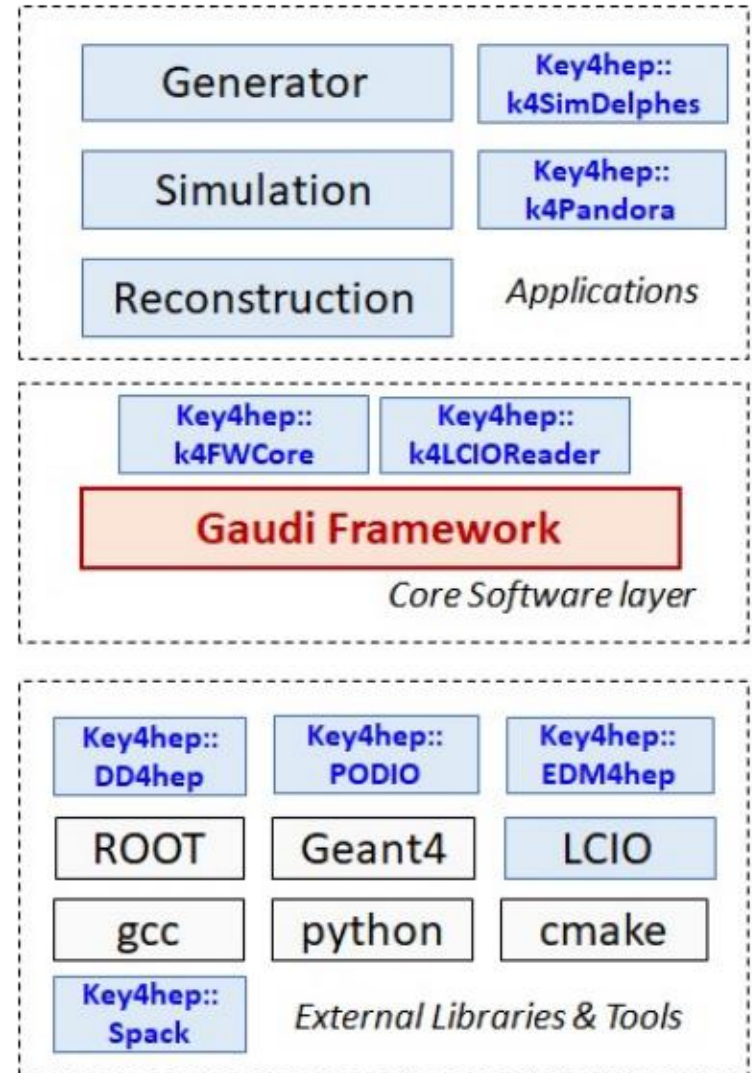 Generator
Key4hep::
k4SimDelphes
Simulation
Key4hep::
k4Pandora
Reconstruction
Applications
Key4hep::
k4FWCore
Key4hep::
k4LCIOReader
Gaudi Framework
Core Software layer
Key4hep::
DD4hep
Key4hep::
PODIO
Key4hep::
EDM4hep
ROOT
Geant4
LCIO
gcc
python
cmake
Key4hep::
Spack
External Libraries & Tools